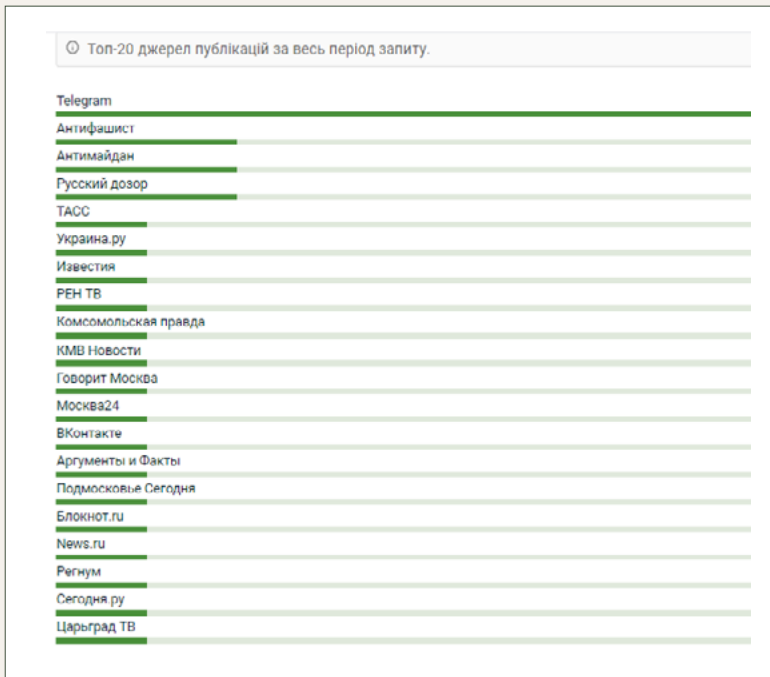 Топ-20 джерел публікацій за весь період запиту.
Telegram
Антифашист
Антимайдан
Русский дозор
ТАСС
Украина.ру
Известия
РЕН ТВ
Комсомольская правда
КМВ Новости
Говорит Москва
Москва24
ВКонтакте
Аргументы и Факты
Подмосковье Сегодня
Блокнот.ru
News.ru
Регнум
Сегодня.ру
Царьград ТВ